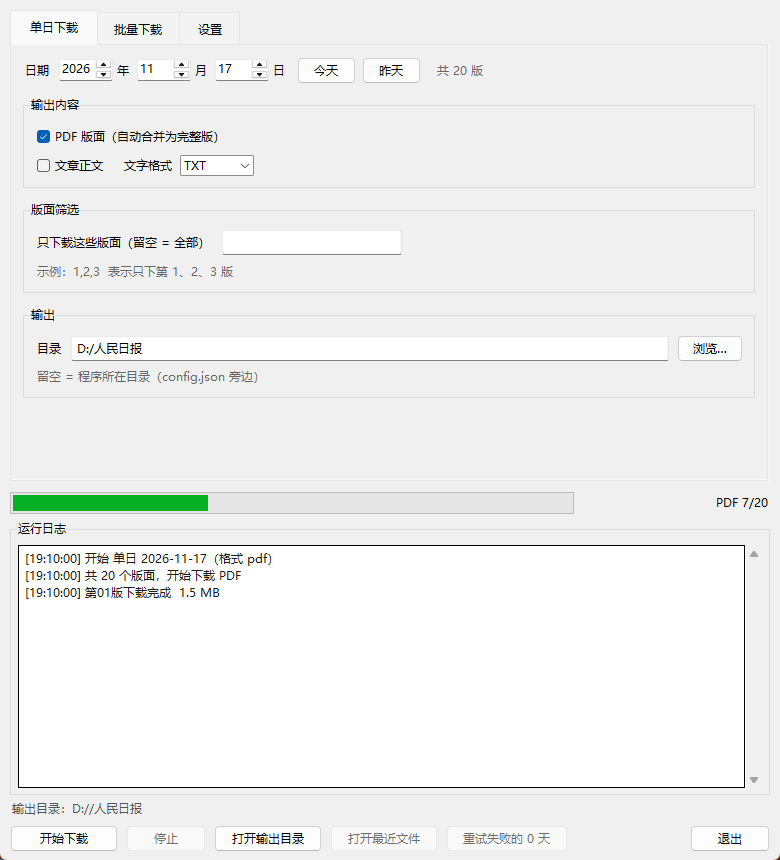 单日下载 批量下载 设置
日期 2026 年 11 月 17 日 今天 昨天 共 20 版
输出内容
PDF 版面（自动合并为完整版）
文章正文 文字格式 TXT
版面筛选
只下载这些版面（留空 = 全部）
示例：1,2,3 表示只下第 1、2、3 版
输出
目录 D:/人民日报 浏览...
留空 = 程序所在目录（config.json 旁边）
PDF 7/20
运行日志
[19:10:00] 开始 单日 2026-11-17（格式 pdf）
[19:10:00] 共 20 个版面，开始下载 PDF
[19:10:00] 第01版下载完成 1.5 MB
输出目录：D://人民日报
开始下载 停止 打开输出目录 打开最近文件 重试失败的 0 天 退出